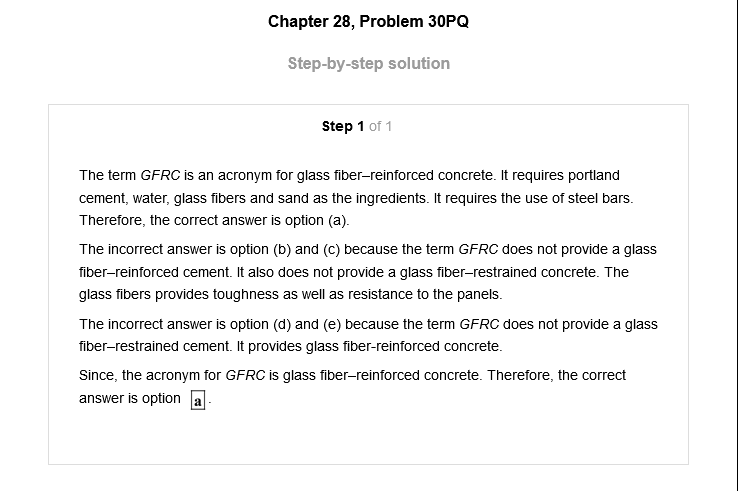 Chapter 28, Problem 30PQ
Step-by-step solution
Step 1 of 1
The term GFRC is an acronym for glass fiber–reinforced concrete. It requires portland
cement, water, glass fibers and sand as the ingredients. It requires the use of steel bars.
Therefore, the correct answer is option (a).
The incorrect answer is option (b) and (c) because the term GFRC does not provide a glass
fiber–reinforced cement. It also does not provide a glass fiber–restrained concrete. The
glass fibers provides toughness as well as resistance to the panels.
The incorrect answer is option (d) and (e) because the term GFRC does not provide a glass
fiber–restrained cement. It provides glass fiber-reinforced concrete.
Since, the acronym for GFRC is glass fiber–reinforced concrete. Therefore, the correct
answer is option a.